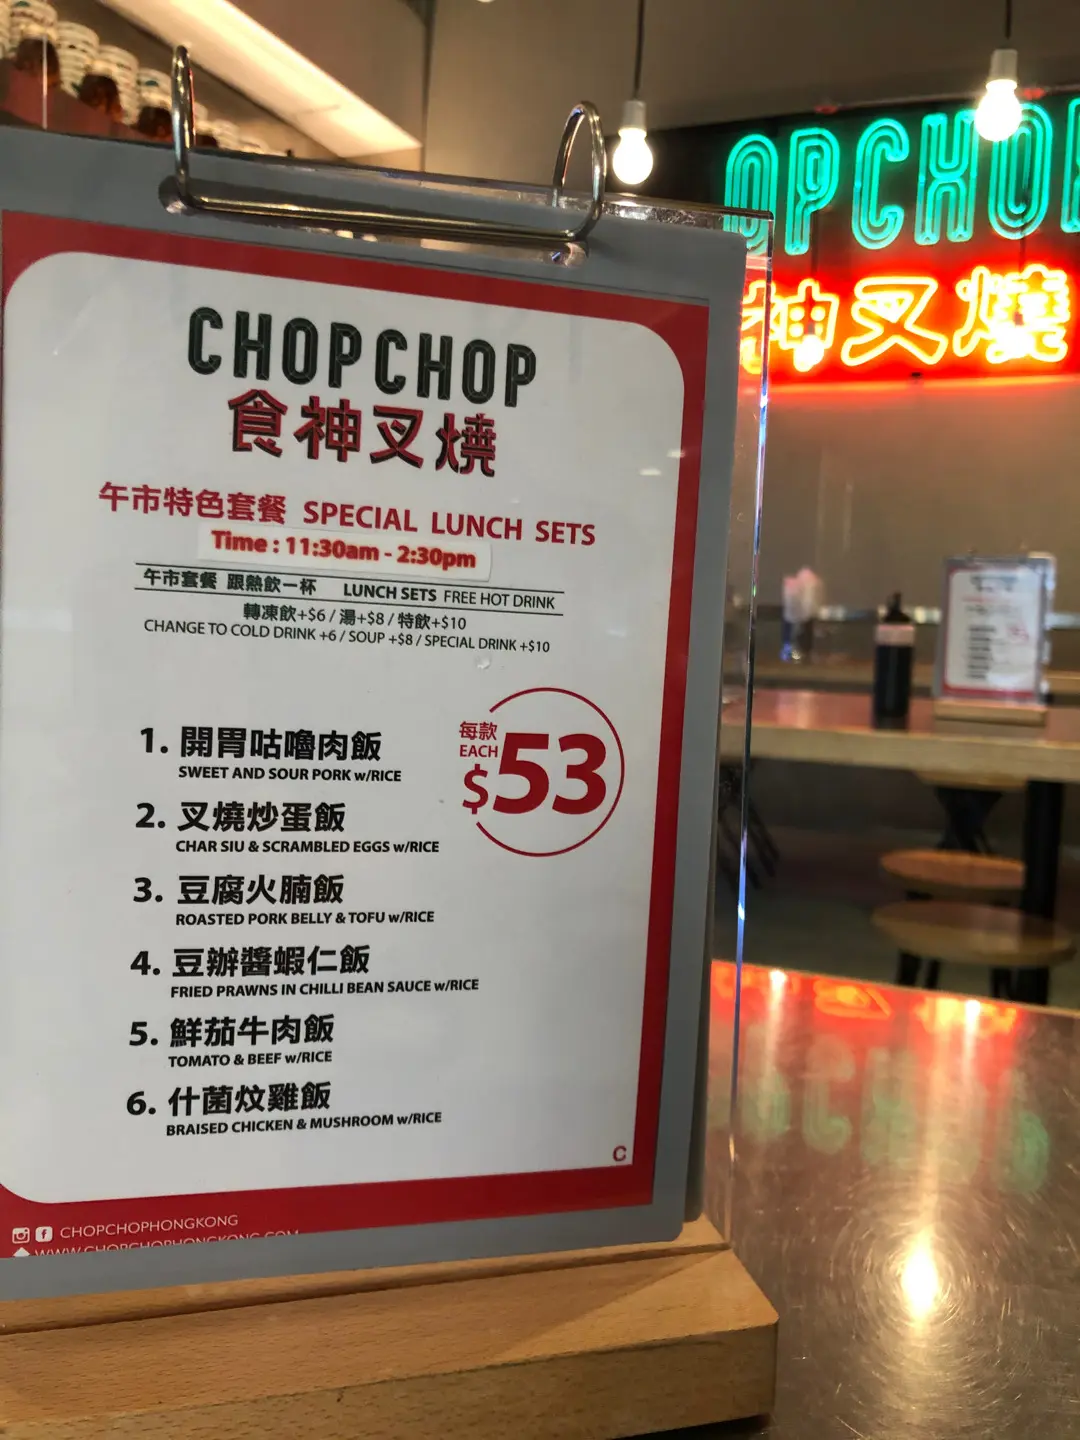 CHOPCHOP
食神叉燒
午市特色套餐 SPECIAL LUNCH SETS
Time : 11:30am - 2:30pm
午市套餐 跟熱飲一杯 LUNCH SETS FREE HOT DRINK
轉凍飲+$6 / 湯+$8 / 特飲+$10
CHANGE TO COLD DRINK +6 / SOUP +$8 / SPECIAL DRINK +$10
每款
EACH
$53
1. 開胃咕嚕肉飯
SWEET AND SOUR PORK w/RICE
2. 叉燒炒蛋飯
CHAR SIU & SCRAMBLED EGGS w/RICE
3. 豆腐火腩飯
ROASTED PORK BELLY & TOFU w/RICE
4. 豆辦醬蝦仁飯
FRIED PRAWNS IN CHILLI BEAN SAUCE w/RICE
5. 鮮茄牛肉飯
TOMATO & BEEF w/RICE
6. 什菌炆雞飯
BRAISED CHICKEN & MUSHROOM w/RICE
C
CHOPCHOPHONGKONG
WWW.CHOPCHOPHONGKONG.COM
OPCHO
神叉燒